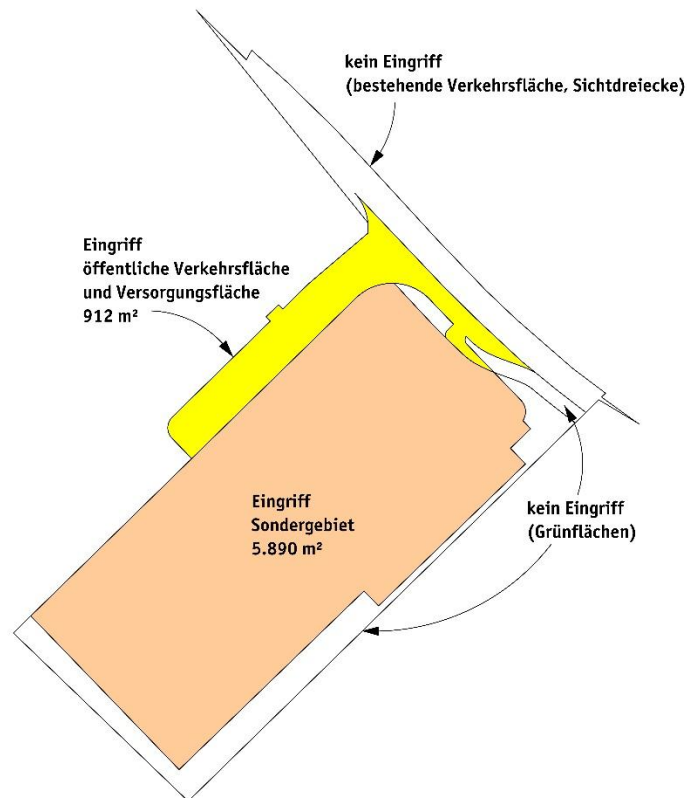 kein Eingriff
(bestehende Verkehrsfläche, Sichtdreiecke)
Eingriff
öffentliche Verkehrsfläche
und Versorgungsfläche
912 m²
Eingriff
Sondergebiet
5.890 m²
kein Eingriff
(Grünflächen)